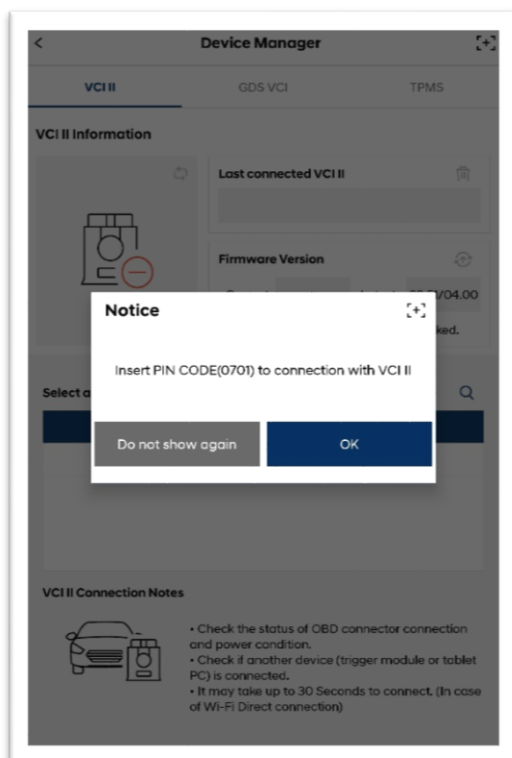 Device Manager
VCI II
GDS VCI
TPMS
VCI II Information
Last connected VCI II
Firmware Version
/04.00
Notice
ked.
Insert PIN CODE(0701) to connection with VCI II
Select a
Do not show again
OK
VCI II Connection Notes
• Check the status of OBD connector connection
and power condition.
• Check if another device (trigger module or tablet
PC) is connected.
• It may take up to 30 Seconds to connect. (In case
of Wi-Fi Direct connection)